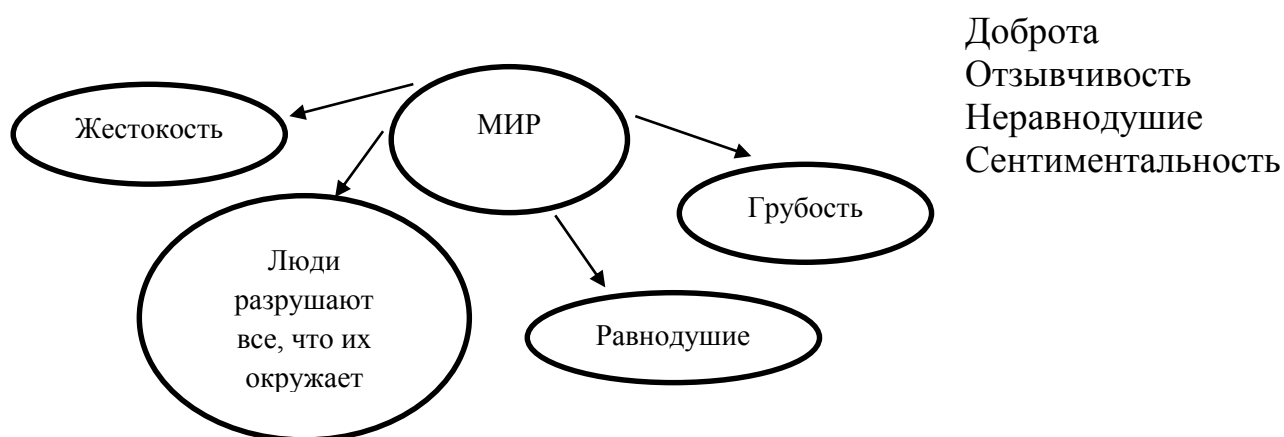 Доброта
Отзывчивость
Неравнодушие
Сентиментальность
МИР
Жестокость
Грубость
Люди
разрушают
все, что их
окружает
Равнодушие